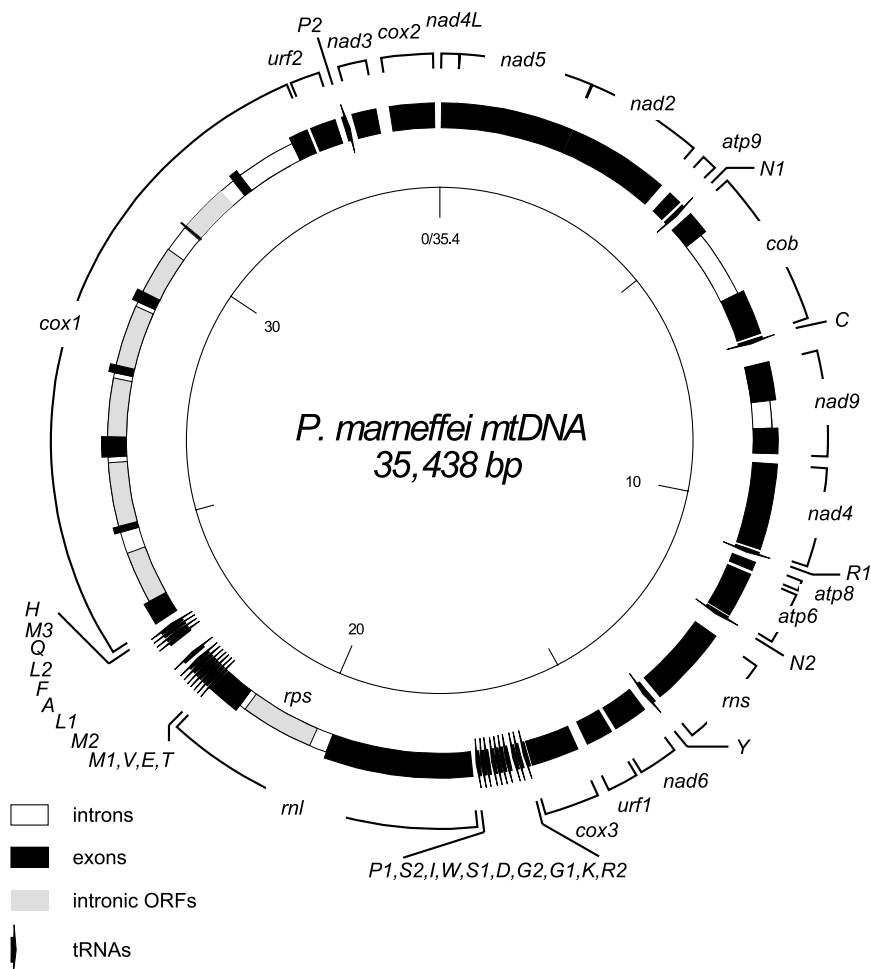 P2
nad4L
cox2
nad3
urf2
nad5
nad2
atp9
N1
cob
0/35.4
C
cox1
30
nad9
P. marneffei mtDNA
35,438 bp
10
nad4
R1
atp8
atp6
H
M3
Q
L2
F
A
L1
M2
M1,V,E,T
20
N2
rps
rns
Y
nad6
rnl
urf1
cox3
introns
exons
P1,S2,I,W,S1,D,G2,G1,K,R2
intronic ORFs
tRNAs